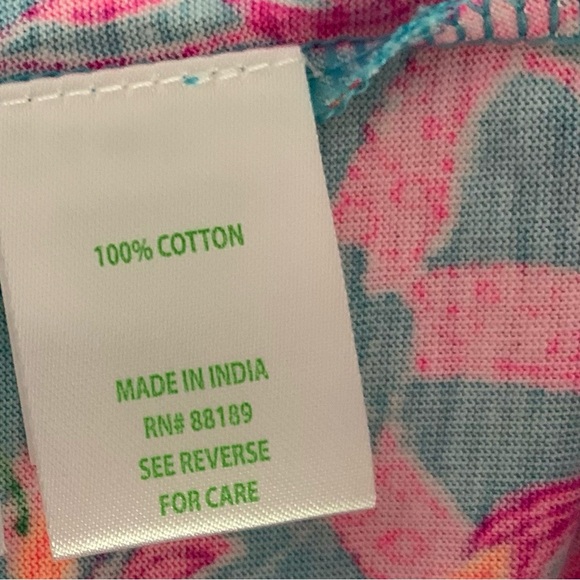 100% COTTON
MADE IN INDIA
RN# 88189
SEE REVERSE
FOR CARE